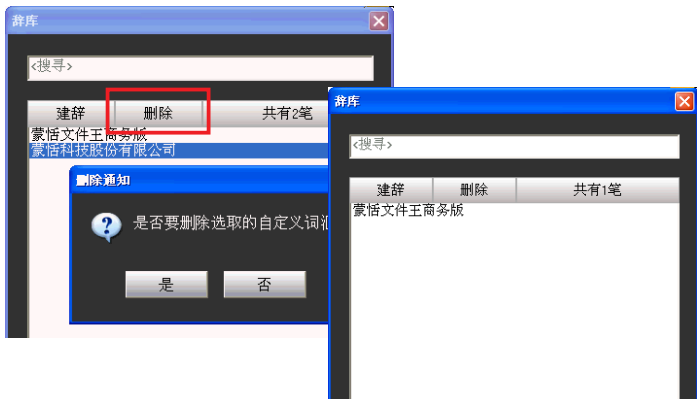 辞库
<搜寻>
建辞 删除 共有2笔
蒙恬文件王商务版
蒙恬科技股份有限公司
删除通知
是否要删除选取的自定义词
是 否
辞库
<搜寻>
建辞 删除 共有1笔
蒙恬文件王商务版